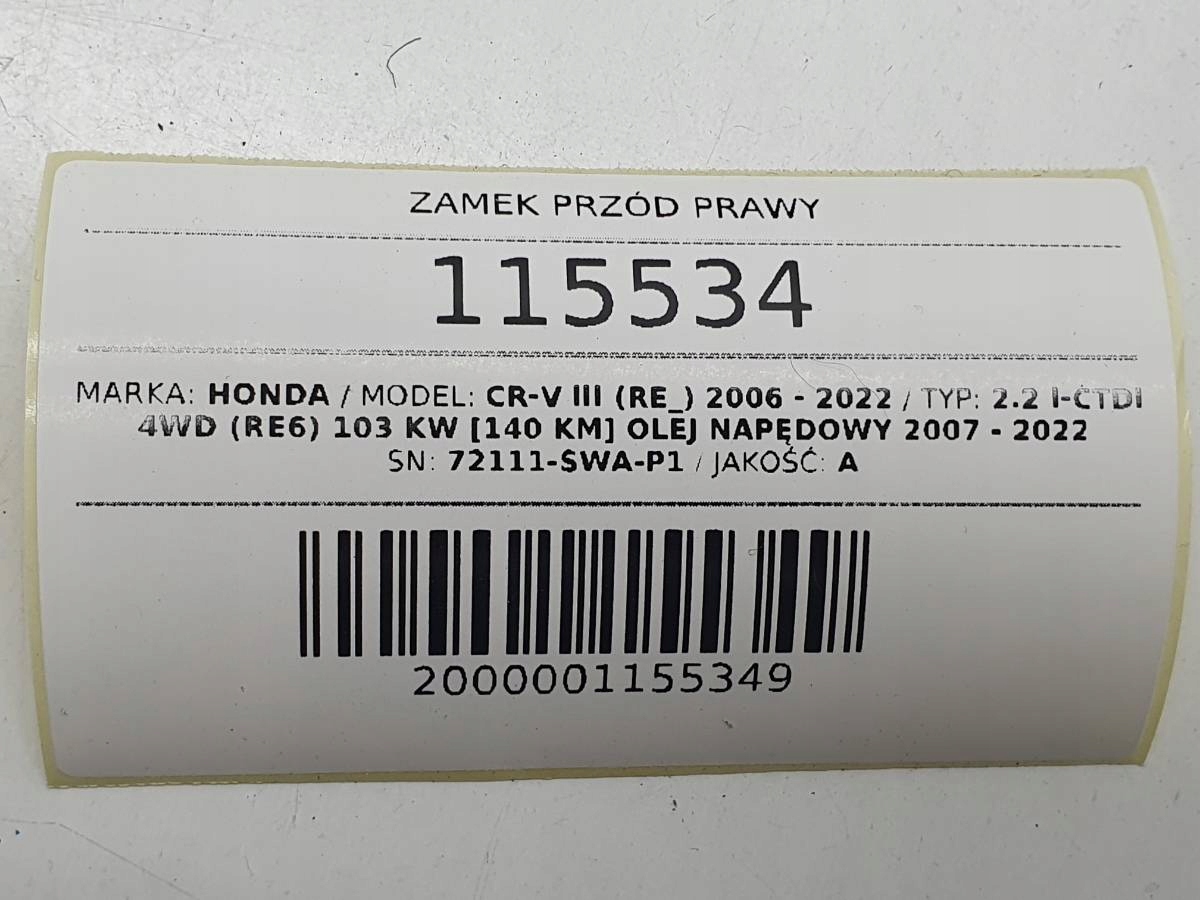 ZAMEK PRZÓD PRAWY
115534
MARKA: HONDA / MODEL: CR-V III (RE_) 2006 - 2022 / TYP: 2.2 I-CTDI
4WD (RE6) 103 KW [140 KM] OLEJ NAPĘDOWY 2007 - 2022
SN: 72111-SWA-P1 / JAKOŚĆ: A
2000001155349